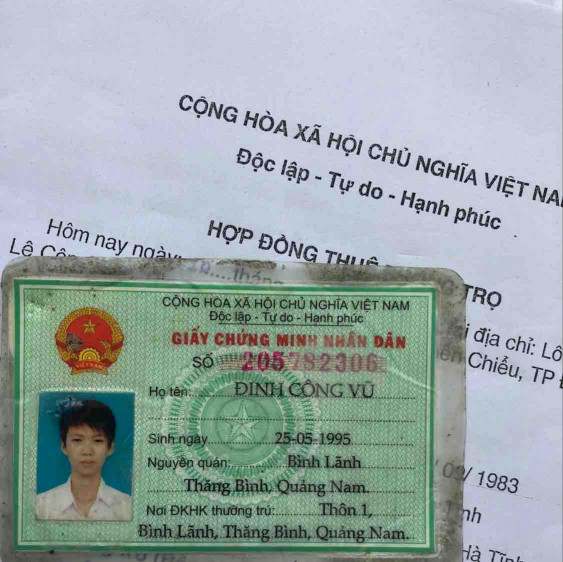 CỘNG HÒA XÃ HỘI CHỦ NGHĨA VIỆT NA
Độc lập - Tự do - Hạnh phúc
HỢP ĐỒNG THUÊ
TRỌ
Hôm nay ngày
Lê
địa chỉ: Lô
Chiểu, TP
/ 1983
Hà Tĩnh
CỘNG HÒA XÃ HỘI CHỦ NGHĨA VIỆT NAM
Độc lập - Tự do - Hạnh phúc
GIẤY CHỨNG MINH NHÂN DÂN
SỐ 205782306
Họ tên: ĐINH CÔNG VŨ
Sinh ngày 25-05-1995
Nguyên quán: Bình Lãnh
Thăng Bình, Quảng Nam.
Nơi ĐKHK thường trú: Thôn 1,
Bình Lãnh, Thăng Bình, Quảng Nam.
VIỆT NAM